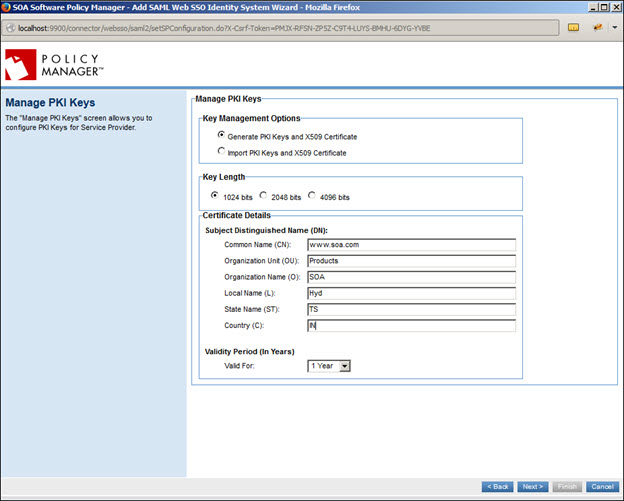 SOA Software Policy Manager - Add SAML Web SSO Identity System Wizard - Mozilla Firefox
localhost:9900/connector/websso/saml2/setSPConfiguration.do?X-Csrf-Token=PMJX-RFSN-ZP5Z-C9T4-LUYS-BMHU-6DYG-YVBE
POLICY
MANAGER™
Manage PKI Keys
The "Manage PKI Keys" screen allows you to
configure PKI Keys for Service Provider.
Manage PKI Keys
Key Management Options
Generate PKI Keys and X509 Certificate
Import PKI Keys and X509 Certificate
Key Length
1024 bits 2048 bits 4096 bits
Certificate Details
Subject Distinguished Name (DN):
Common Name (CN): www.soa.com
Organization Unit (OU): Products
Organization Name (O): SOA
Local Name (L): Hyd
State Name (ST): TS
Country (C): IN
Validity Period (In Years)
Valid For: 1 Year
< Back Next > Finish Cancel